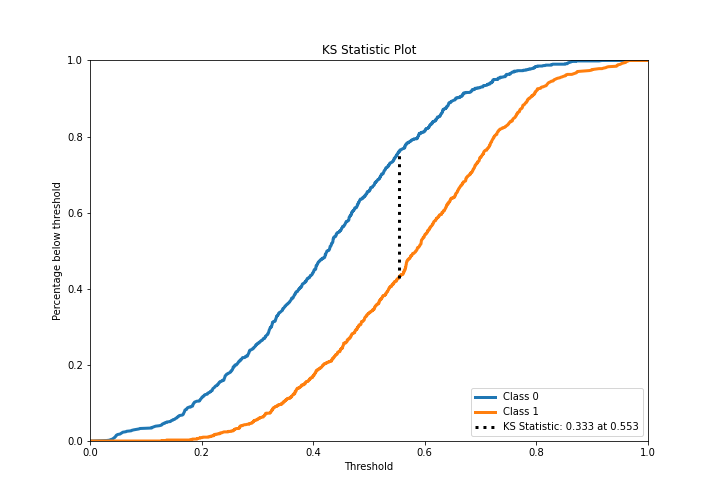 KS Statistic Plot
1.0
0.8
0.6
0.4
0.2
0.0
Percentage below threshold
Class 0
Class 1
KS Statistic: 0.333 at 0.553
0.0 0.2 0.4 0.6 0.8 1.0
Threshold